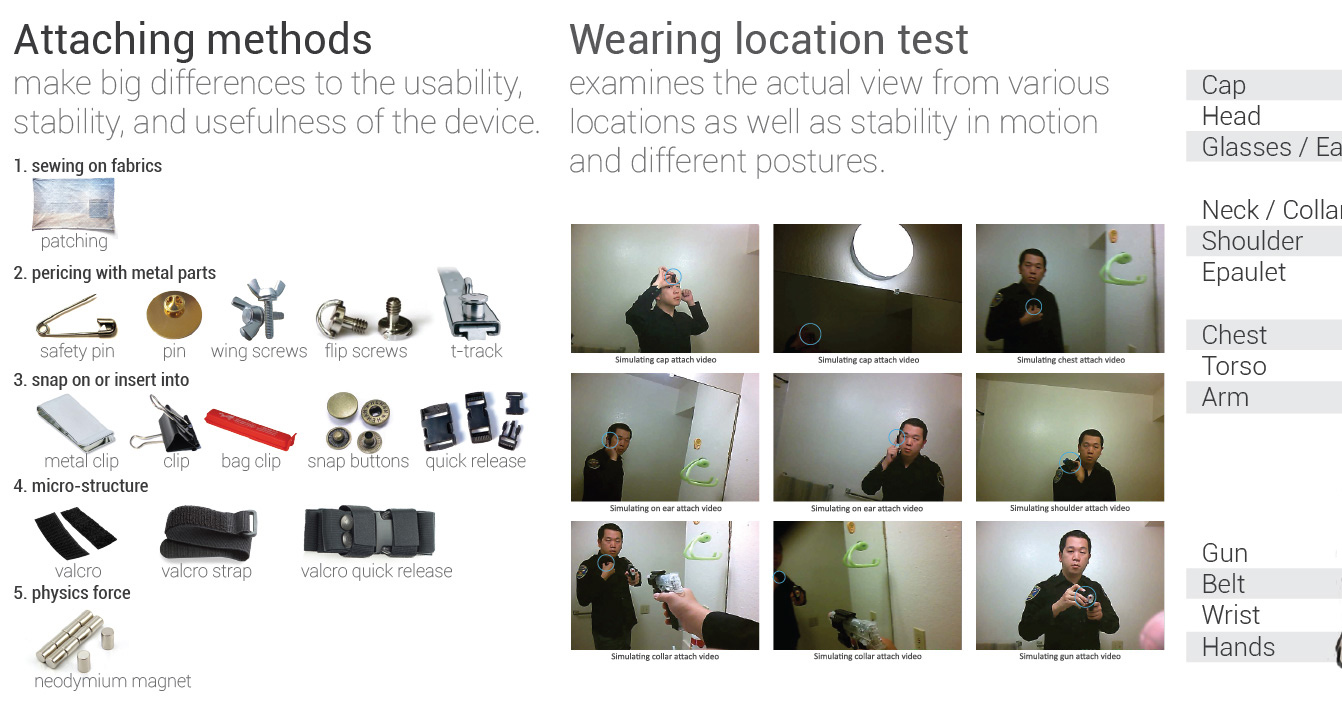 Attaching methods
make big differences to the usability,
stability, and usefulness of the device.
1. sewing on fabrics
patching
2. pericing with metal parts
safety pin
pin
wing screws
flip screws
t-track
3. snap on or insert into
metal clip
clip
bag clip
snap buttons
quick release
4. micro-structure
valcro
valcro strap
valcro quick release
5. physics force
neodymium magnet
Wearing location test
examines the actual view from various
locations as well as stability in motion
and different postures.
Simulating cap attach video
Simulating cap attach video
Simulating chest attach video
Simulating on ear attach video
Simulating on ear attach video
Simulating shoulder attach video
Simulating collar attach video
Simulating collar attach video
Simulating gun attach video
Cap
Head
Glasses / Ea
Neck / Collar
Shoulder
Epaulet
Chest
Torso
Arm
Gun
Belt
Wrist
Hands